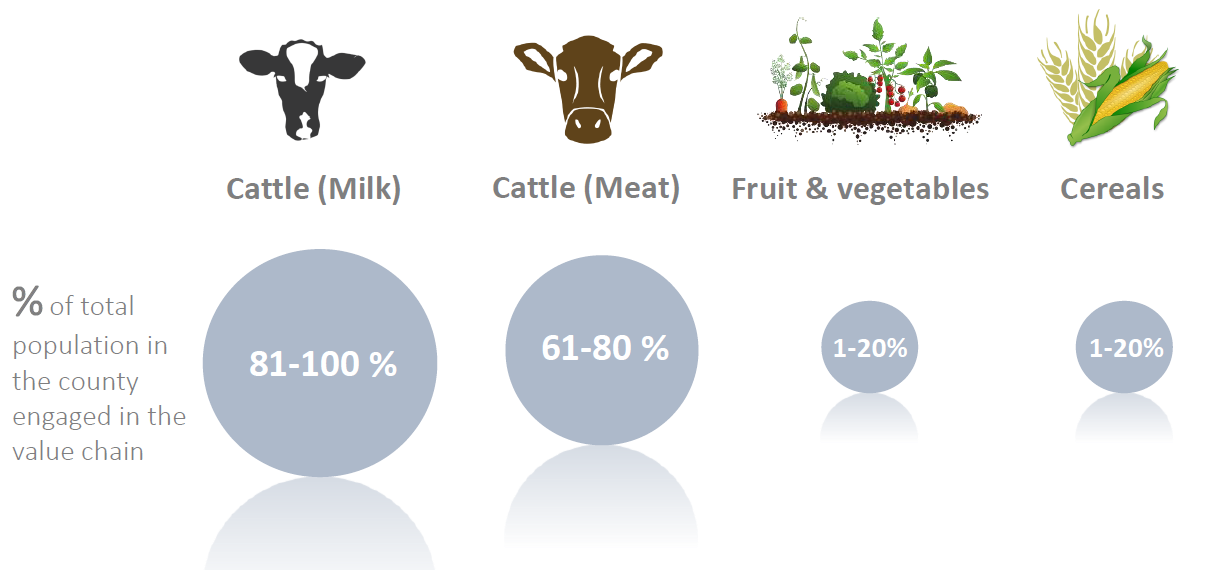 Cattle (Milk)
Cattle (Meat)
Fruit & vegetables
Cereals
% of total
population in
the county
engaged in the
value chain
81-100 %
61-80 %
1-20%
1-20%